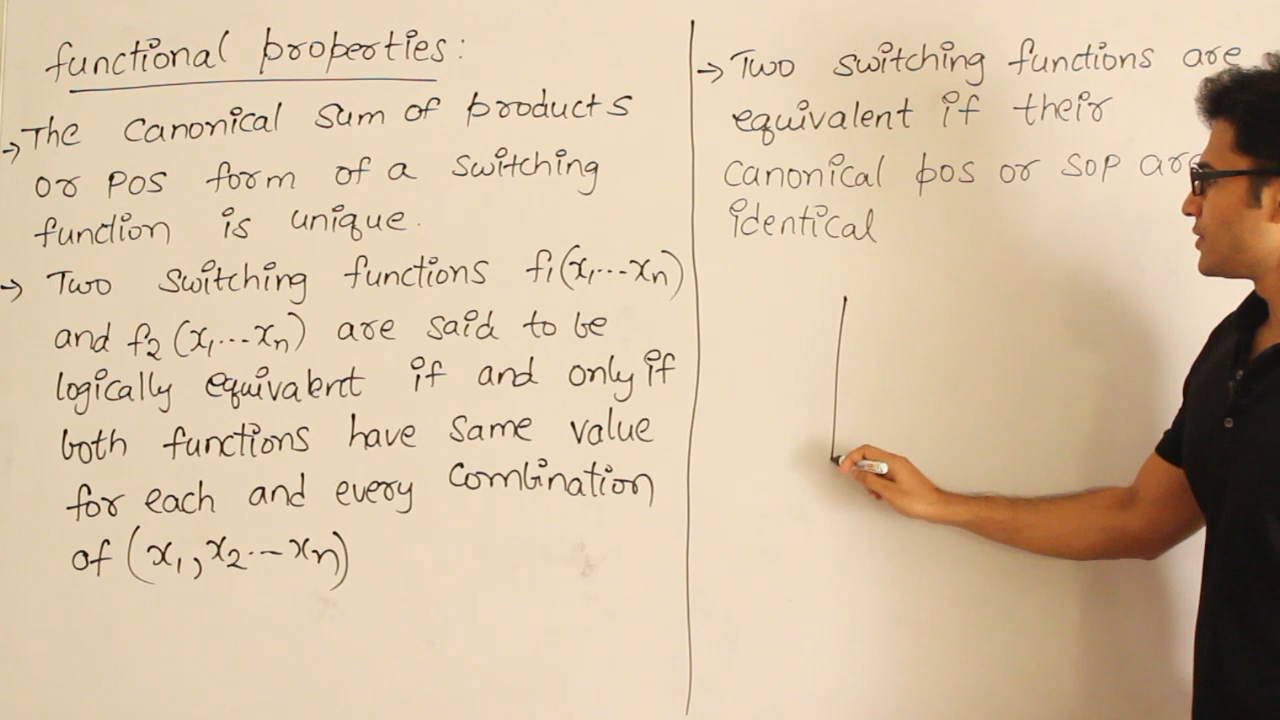 functional properties:
→ The canonical sum of products
or pos form of a switching
function is unique.
→ Two switching functions f1(x1...xn)
and f2(x1...xn) are said to be
logically equivalent if and only if
both functions have same value
for each and every combination
of (x1, x2...xn)
→ Two switching functions are
equivalent if their
canonical pos or sop are
identical